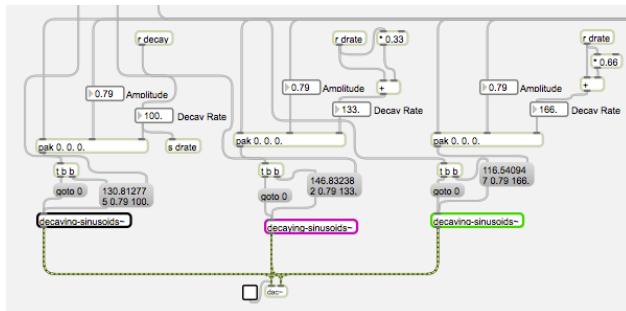 r decay
r drate
* 0.33
r drate
* 0.66
0.79
Amplitude
0.79
Amplitude
+
0.79
Amplitude
+
100.
Decay Rate
133.
Decay Rate
166.
Decay Rate
pak 0. 0. 0.
s drate
pak 0. 0. 0.
pak 0. 0. 0.
t b b
t b b
t b b
goto 0
130.81277
5 0.79 100.
goto 0
146.83238
2 0.79 133.
goto 0
116.54094
7 0.79 166.
decaying-sinusoids~
decaying-sinusoids~
decaying-sinusoids~
dac~